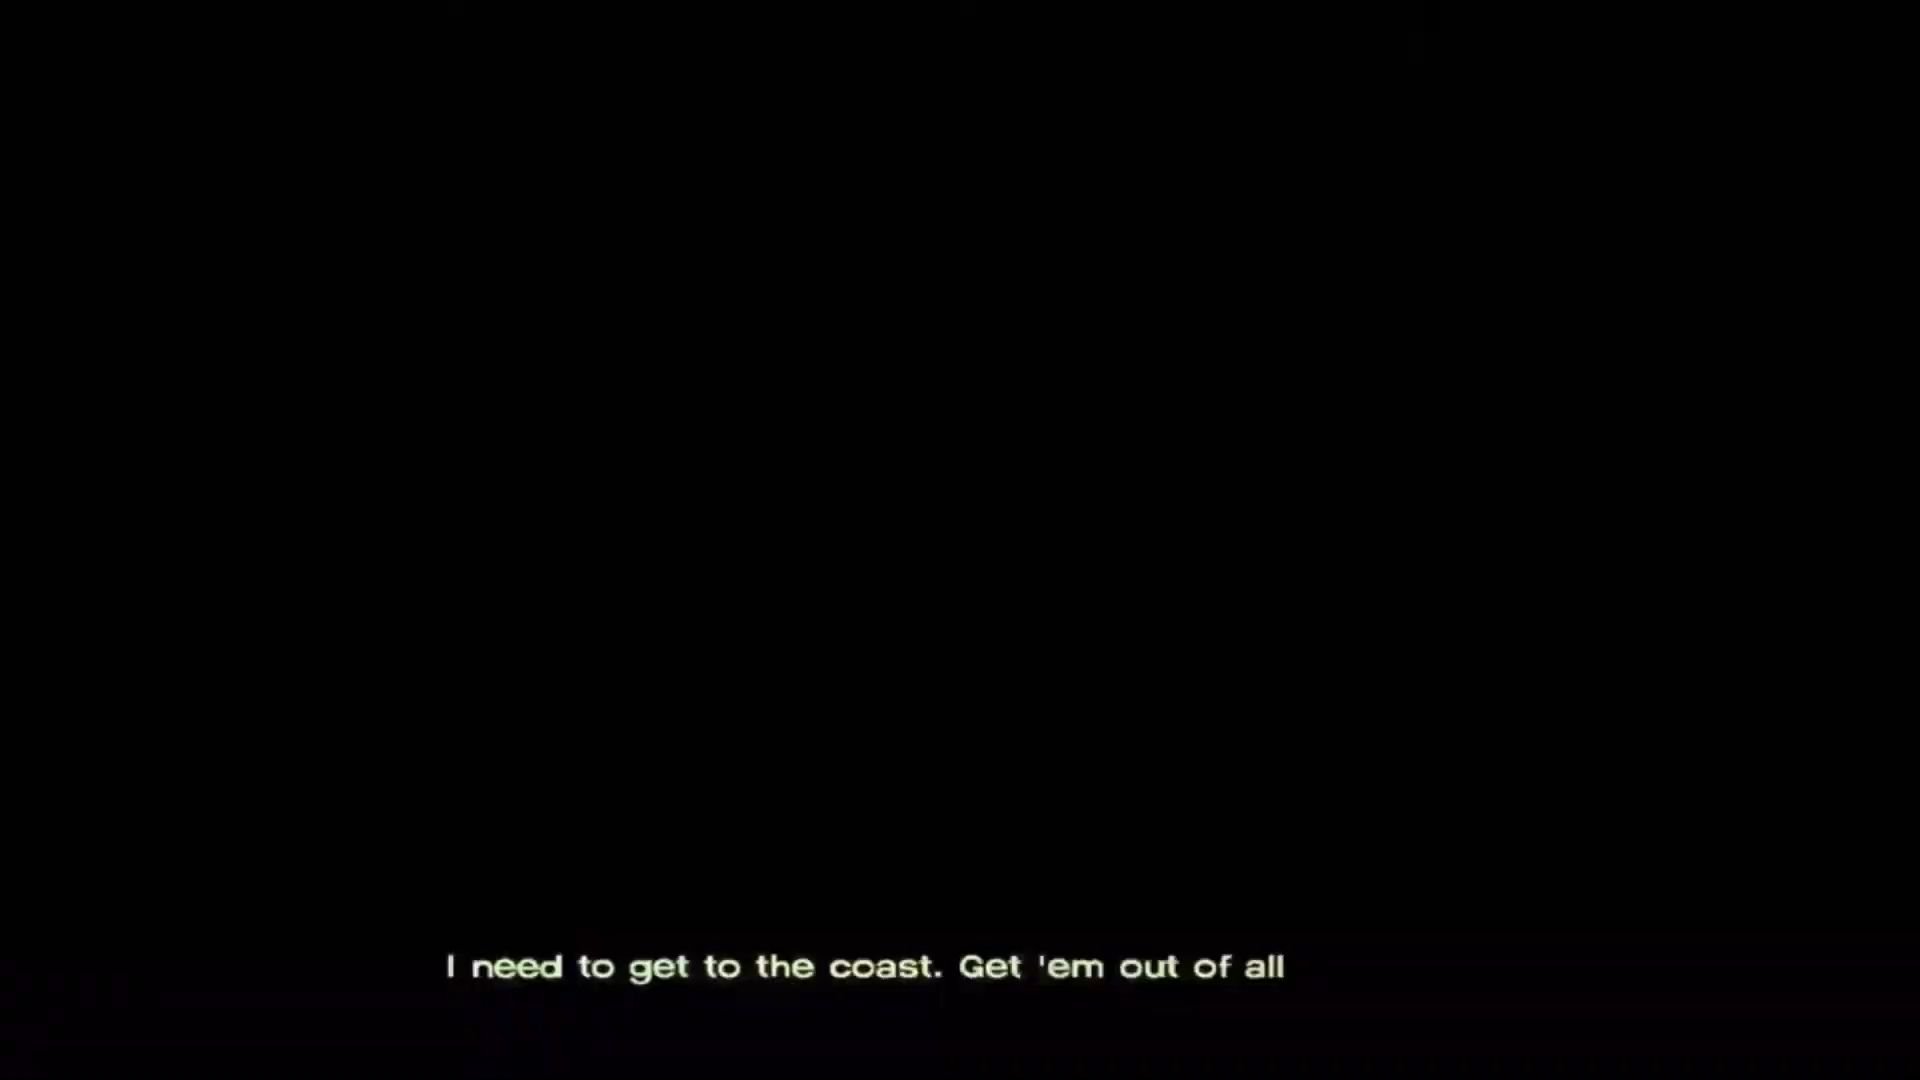 I need to get to the coast. Get 'em out of all